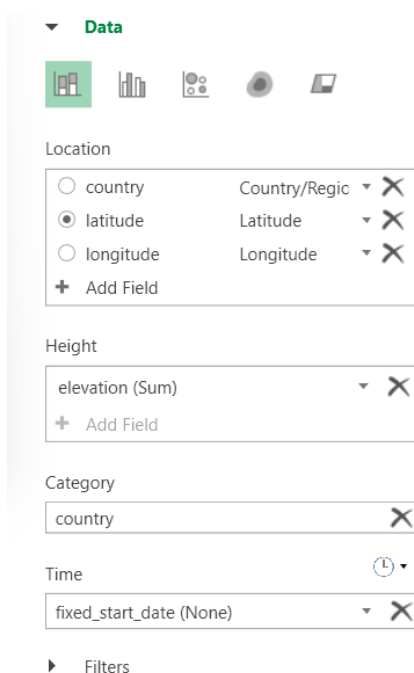 Data
Location
country Country/Regio
latitude Latitude
longitude Longitude
Add Field
Height
elevation (Sum)
Add Field
Category
country
Time
fixed_start_date (None)
Filters